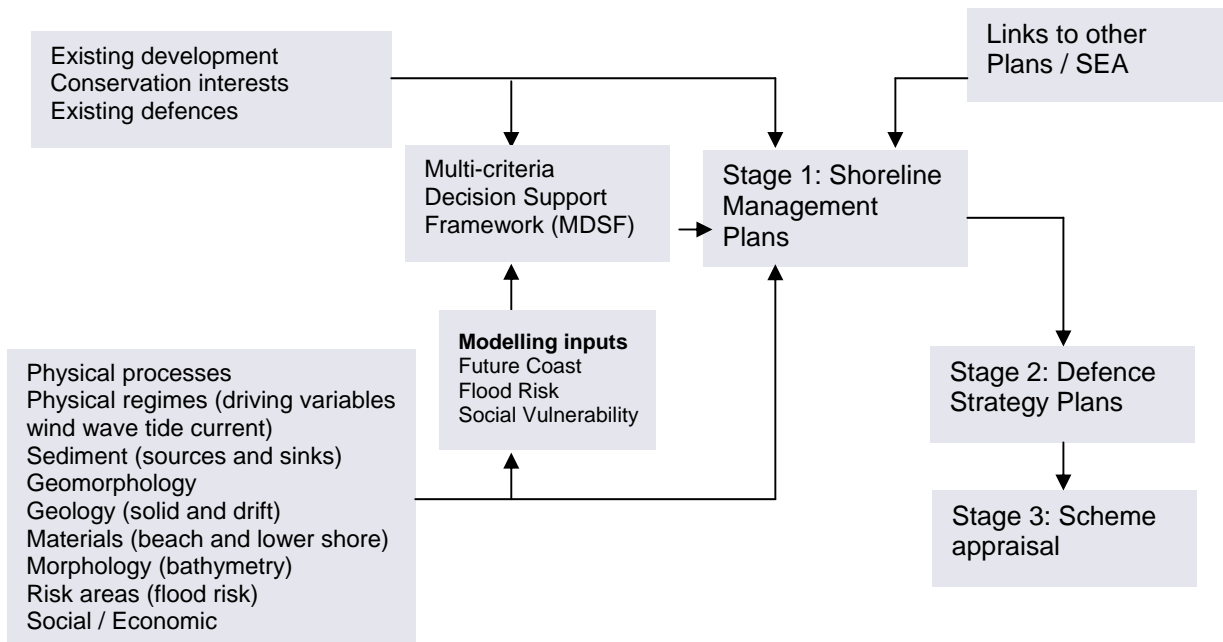 Existing development
Conservation interests
Existing defences
Links to other
Plans / SEA
Multi-criteria
Decision Support
Framework (MDSF)
Stage 1: Shoreline
Management
Plans
Modelling inputs
Future Coast
Flood Risk
Social Vulnerability
Physical processes
Physical regimes (driving variables
wind wave tide current)
Sediment (sources and sinks)
Geomorphology
Geology (solid and drift)
Materials (beach and lower shore)
Morphology (bathymetry)
Risk areas (flood risk)
Social / Economic
Stage 2: Defence
Strategy Plans
Stage 3: Scheme
appraisal